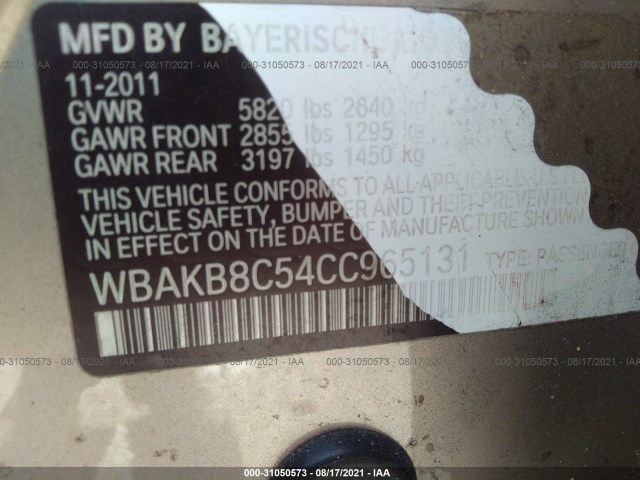 MFD BY BAYERISCHE
11-2011
GVWR 5820 lbs 2640 kg
GAWR FRONT 2855 lbs 1295 kg
GAWR REAR 3197 lbs 1450 kg
THIS VEHICLE CONFORMS TO ALL APPLICABLE U.S.
VEHICLE SAFETY, BUMPER AND THEFT PREVENTION
IN EFFECT ON THE DATE OF MANUFACTURE SHOWN
WBAKB8C54CC965131 TYPE: PASSENGER
000-31050573 - 08/17/2021 - IAA